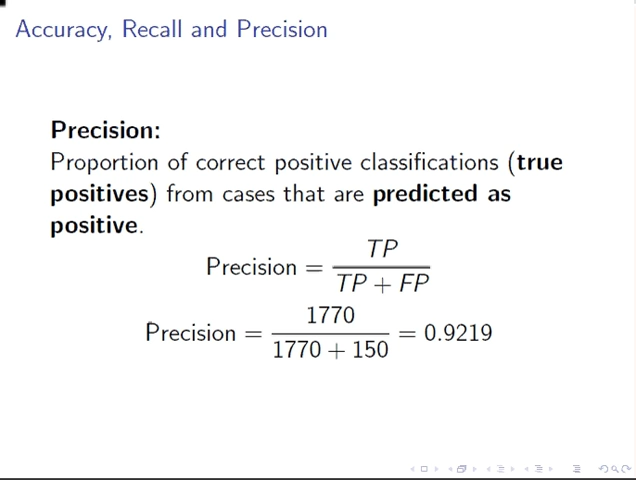 Accuracy, Recall and Precision
Precision:
Proportion of correct positive classifications (true
positives) from cases that are predicted as
positive.
Precision = TP / TP + FP
Precision = 1770 / 1770 + 150 = 0.9219